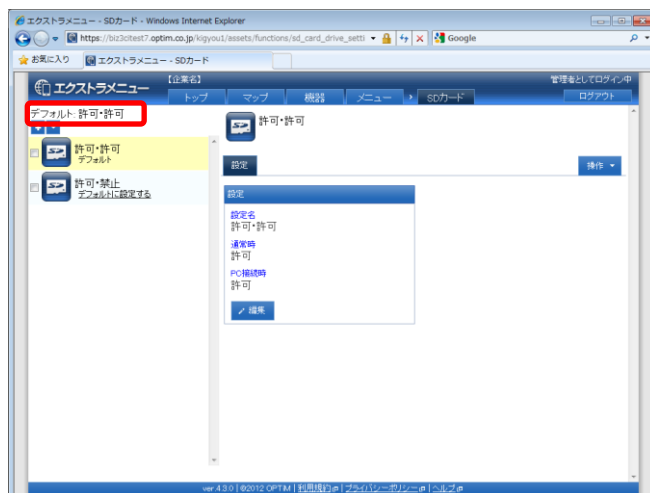 エクストラメニュー - SDカード - Windows Internet Explorer
https://biz3citest7.optim.co.jp/kigyou1/assets/functions/sd_card_drive_setti
Google
お気に入り
エクストラメニュー - SDカード
エクストラメニュー
【企業名】
管理者としてログイン中
トップ
マップ
機器
メニュー
SDカード
ログアウト
デフォルト: 許可・許可
許可・許可
デフォルト
許可・禁止
デフォルトに設定する
許可・許可
設定
操作
設定
設定名
許可・許可
通常時
許可
PC接続時
許可
編集
ver.4.3.0 | ©2012 OPTiM | 利用規約 | プライバシーポリシー | ヘルプ